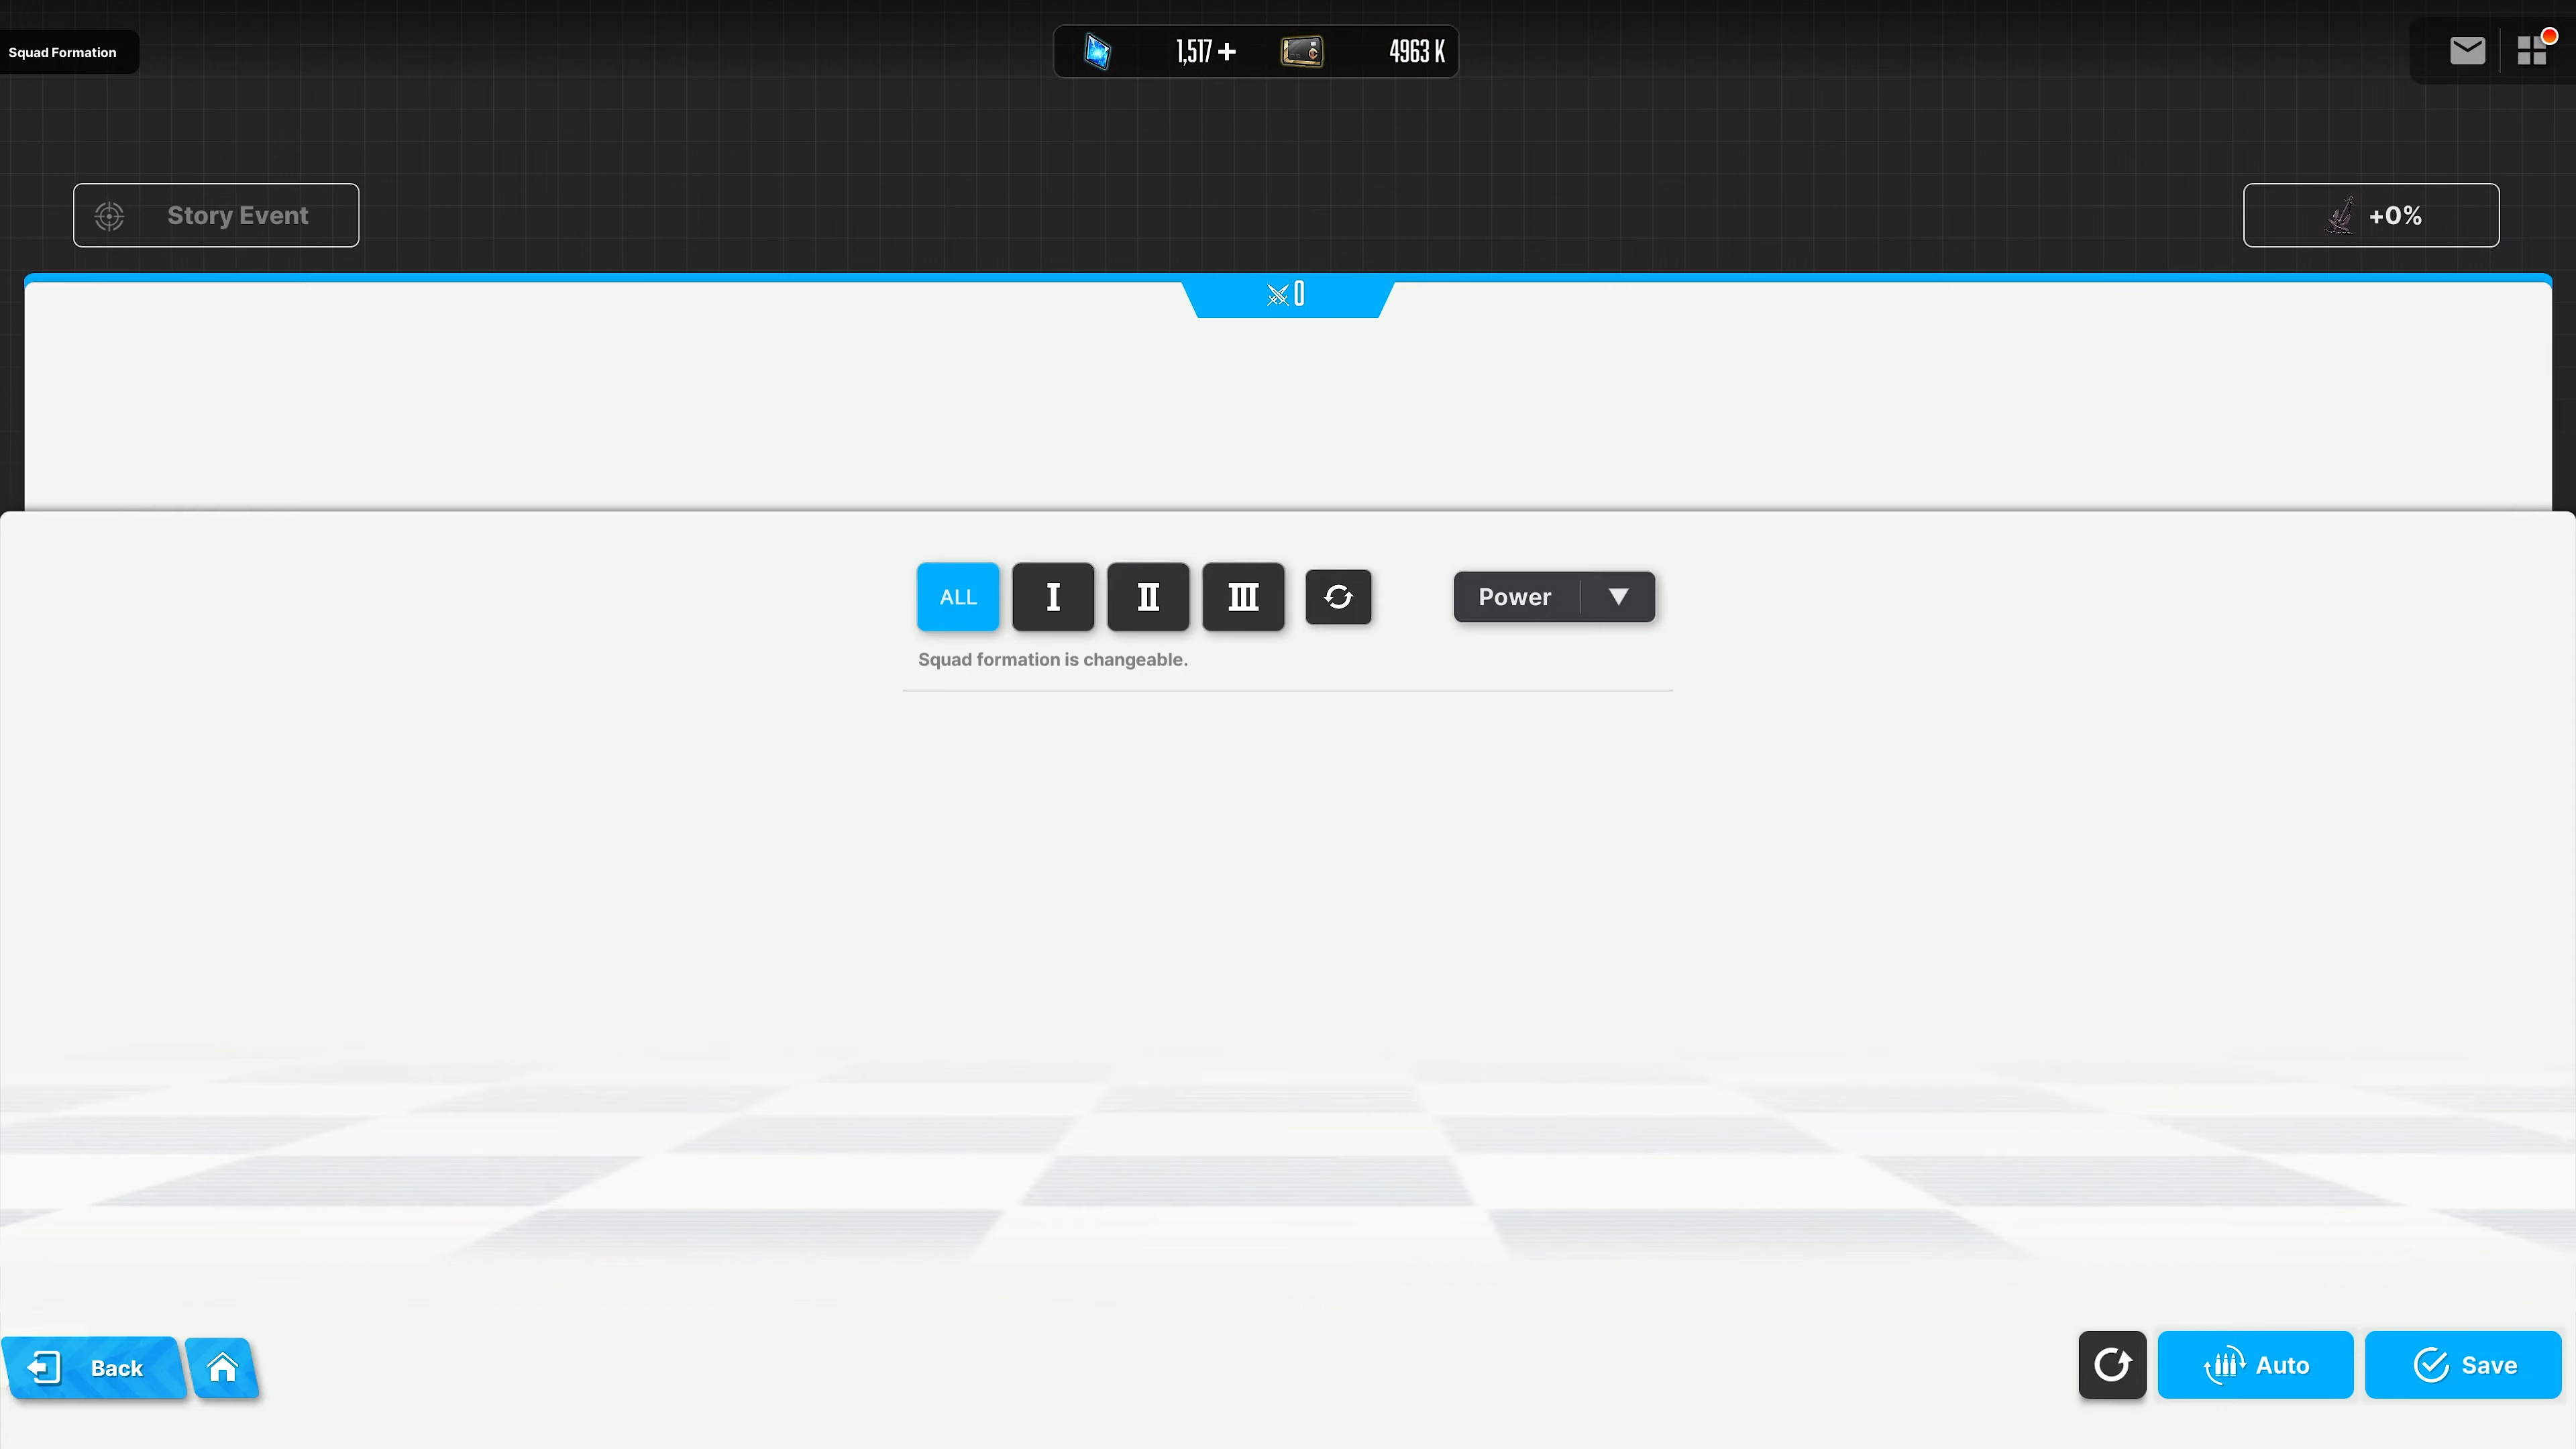 Squad Formation
1,517 +
4963 K
Story Event
+0%
0
ALL
I
II
III
Power
Squad formation is changeable.
Back
Auto
Save